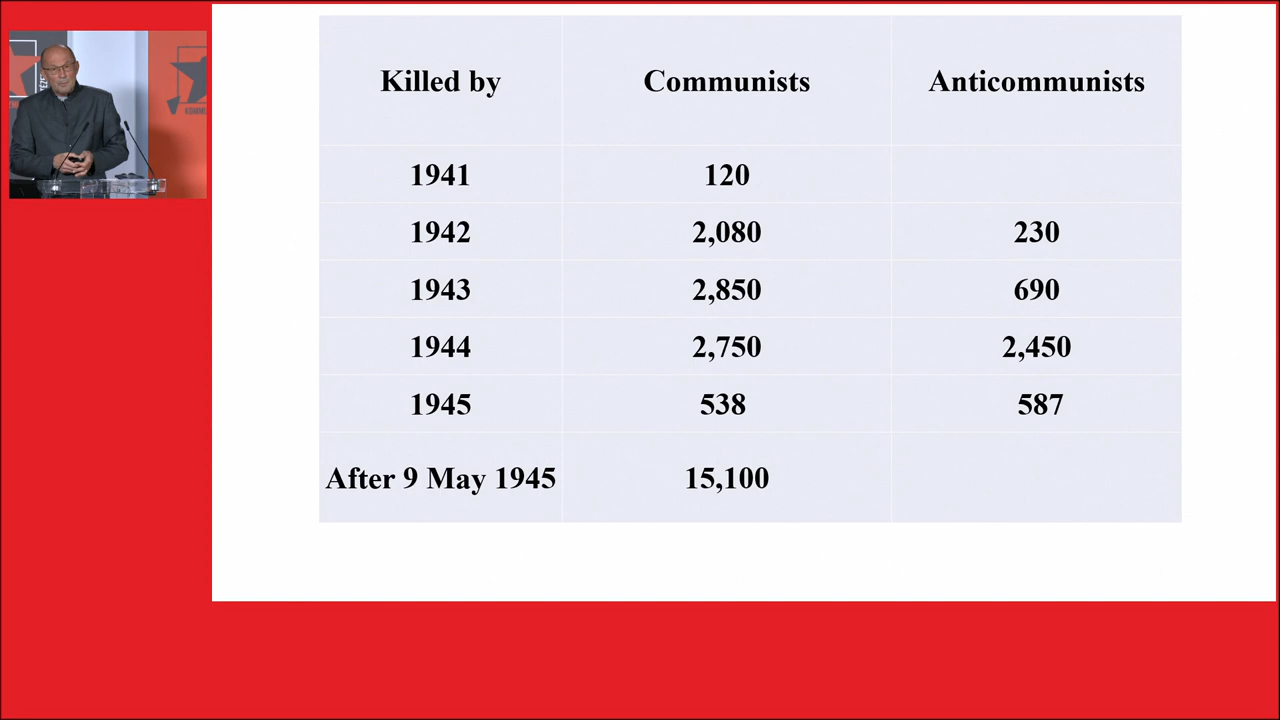 Killed by Communists Anticommunists
1941 120
1942 2,080 230
1943 2,850 690
1944 2,750 2,450
1945 538 587
After 9 May 1945 15,100